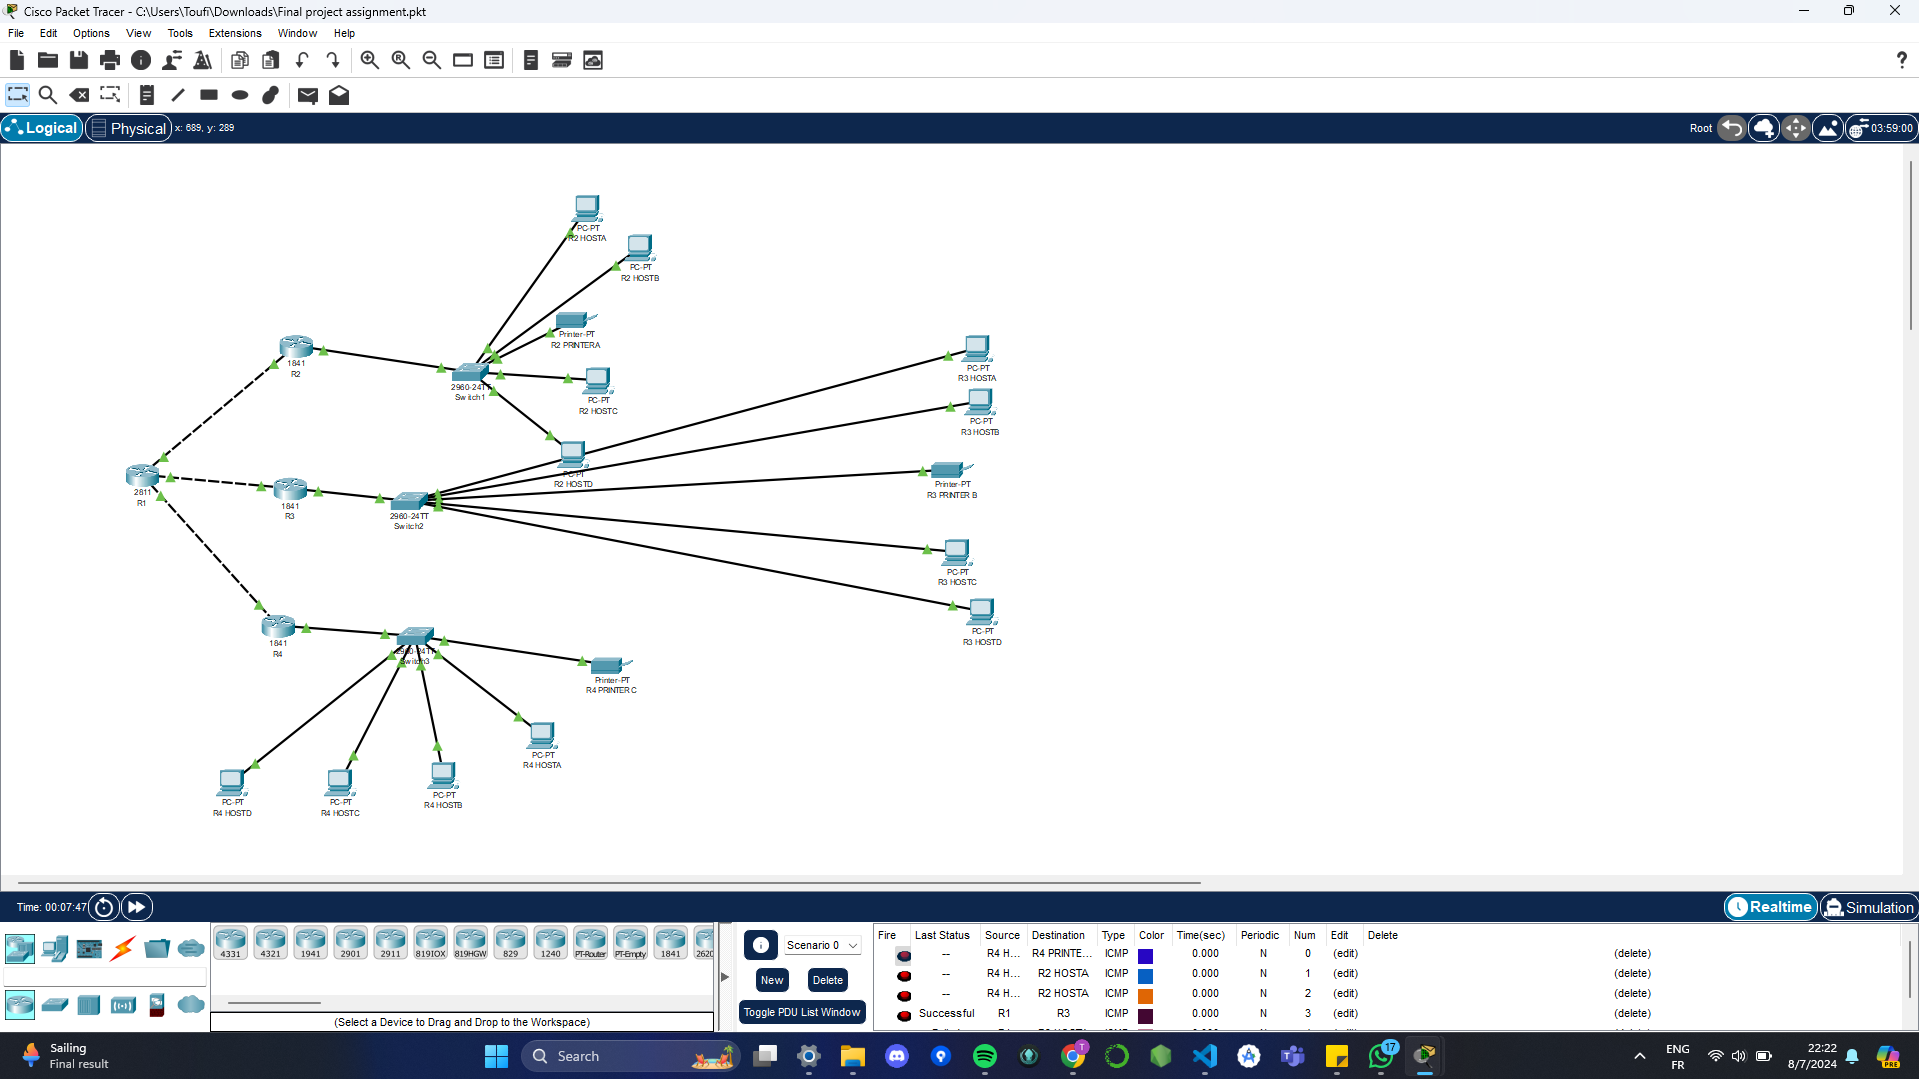 Cisco Packet Tracer - C:\Users\Toufi\Downloads\Final project assignment.pkt
File Edit Options View Tools Extensions Window Help
Logical Physical x: 689, y: 289 Root 03:59:00
PC-PT
R2 HOSTA
PC-PT
R2 HOSTB
Printer-PT
R2 PRINTERA
1841
R2
2960-24TT
Switch1
PC-PT
R2 HOSTC
PC-PT
R3 HOSTA
PC-PT
R3 HOSTB
PC-PT
R2 HOSTD
Printer-PT
R3 PRINTER B
2811
R1
1841
R3
2960-24TT
Switch2
PC-PT
R3 HOSTC
PC-PT
R3 HOSTD
1841
R4
2960-24TT
Switch3
Printer-PT
R4 PRINTER C
PC-PT
R4 HOSTA
PC-PT
R4 HOSTB
PC-PT
R4 HOSTC
PC-PT
R4 HOSTD
Time: 00:07:47 Realtime Simulation
4331 4321 1941 2901 2911 819IOX 819HGW 829 1240 PT-Router PT-Empty 1841 2620
(Select a Device to Drag and Drop to the Workspace)
Scenario 0
New Delete
Toggle PDU List Window
Fire Last Status Source Destination Type Color Time(sec) Periodic Num Edit Delete
-- R4 H... R4 PRINTE... ICMP 0.000 N 0 (edit) (delete)
-- R4 H... R2 HOSTA ICMP 0.000 N 1 (edit) (delete)
-- R4 H... R2 HOSTA ICMP 0.000 N 2 (edit) (delete)
Successful R1 R3 ICMP 0.000 N 3 (edit) (delete)
Sailing
Final result
Search
17
ENG
FR
22:22
8/7/2024
PRE